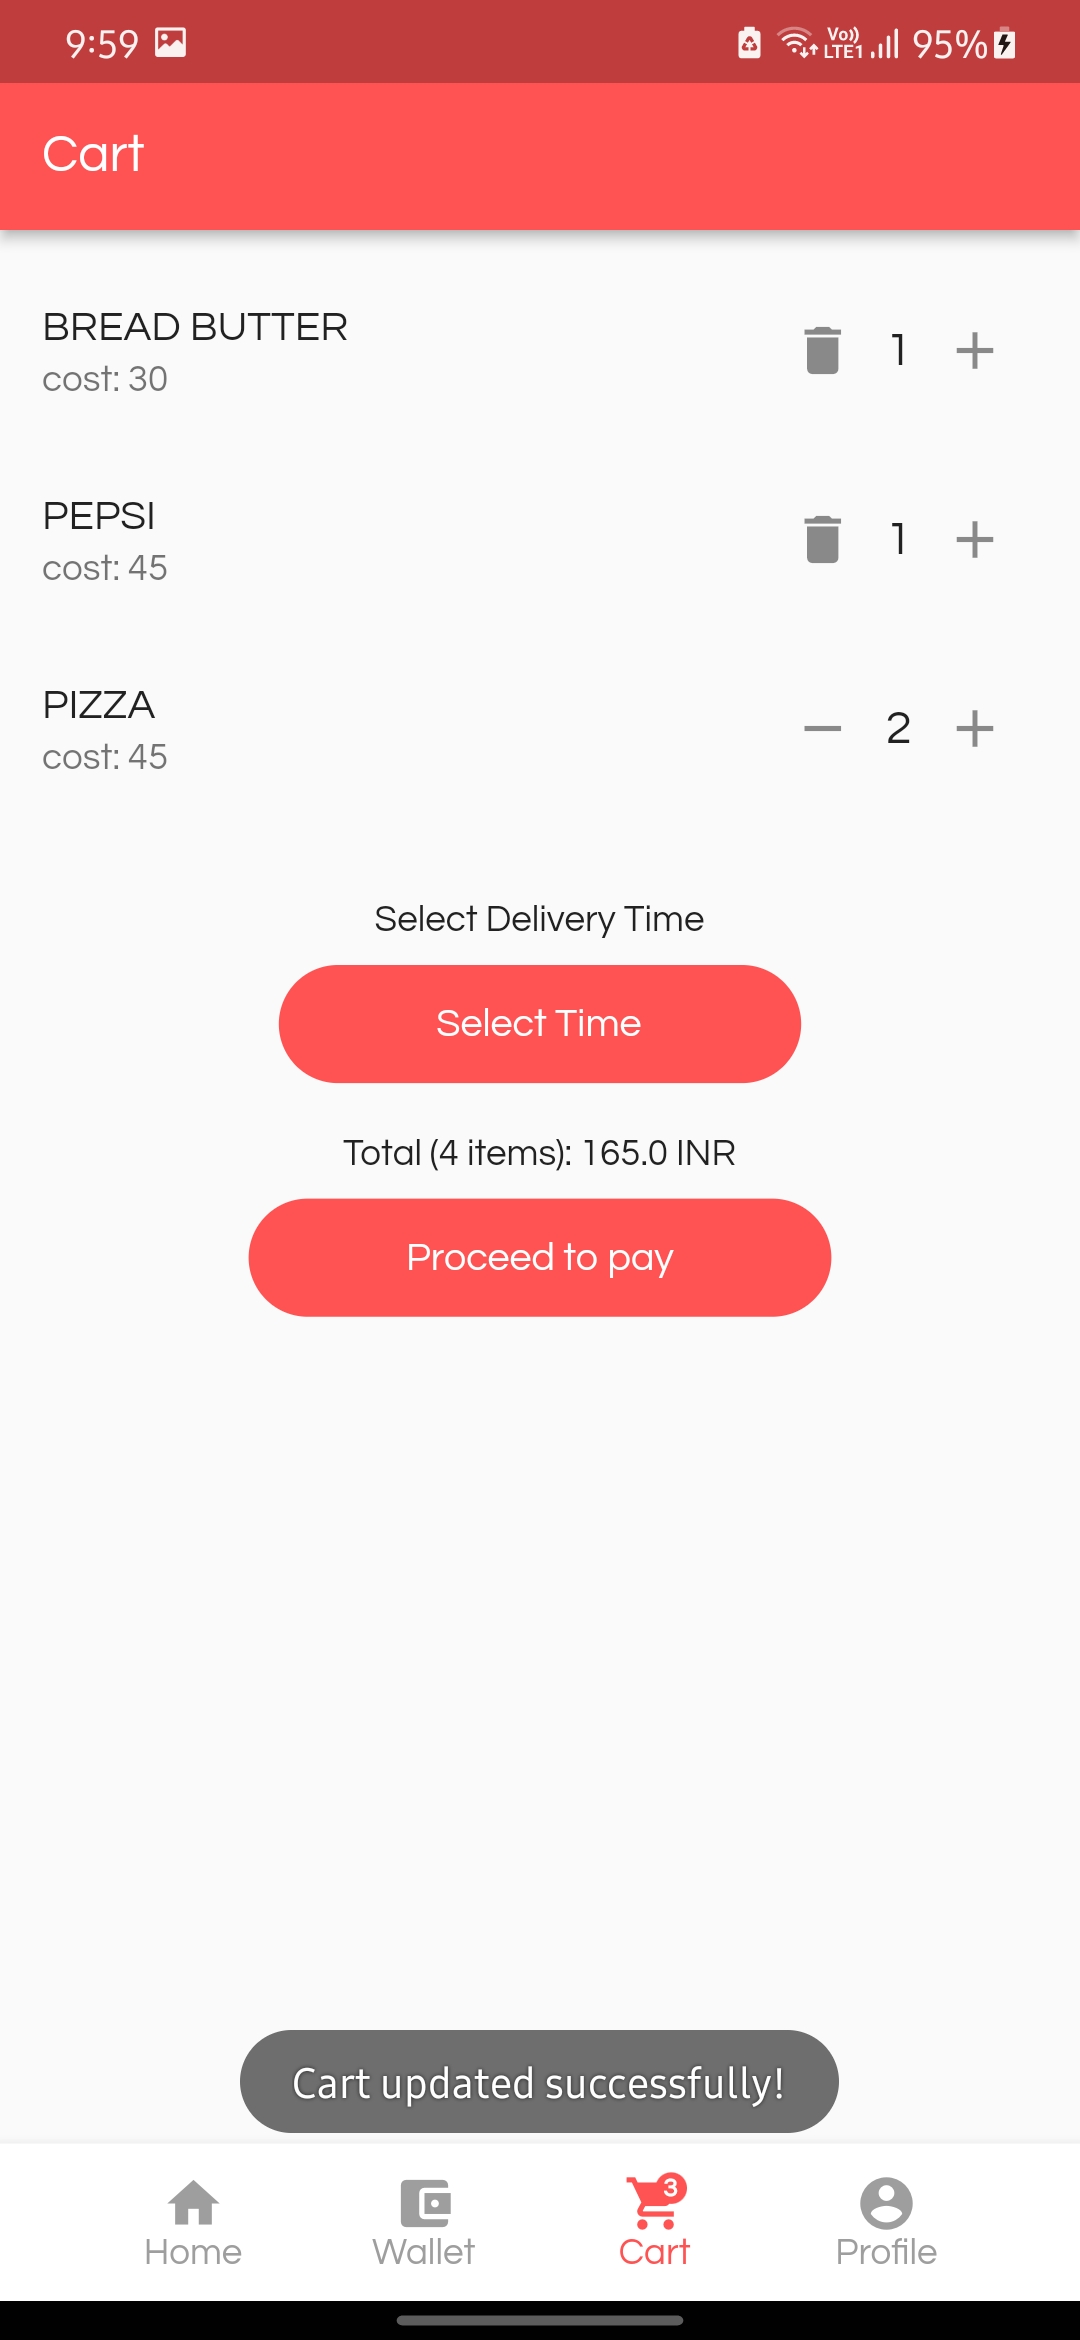 9:59
Vo))
LTE1
95%
Cart
BREAD BUTTER
cost: 30
1
PEPSI
cost: 45
1
PIZZA
cost: 45
2
Select Delivery Time
Select Time
Total (4 items): 165.0 INR
Proceed to pay
Cart updated successfully!
3
Home
Wallet
Cart
Profile